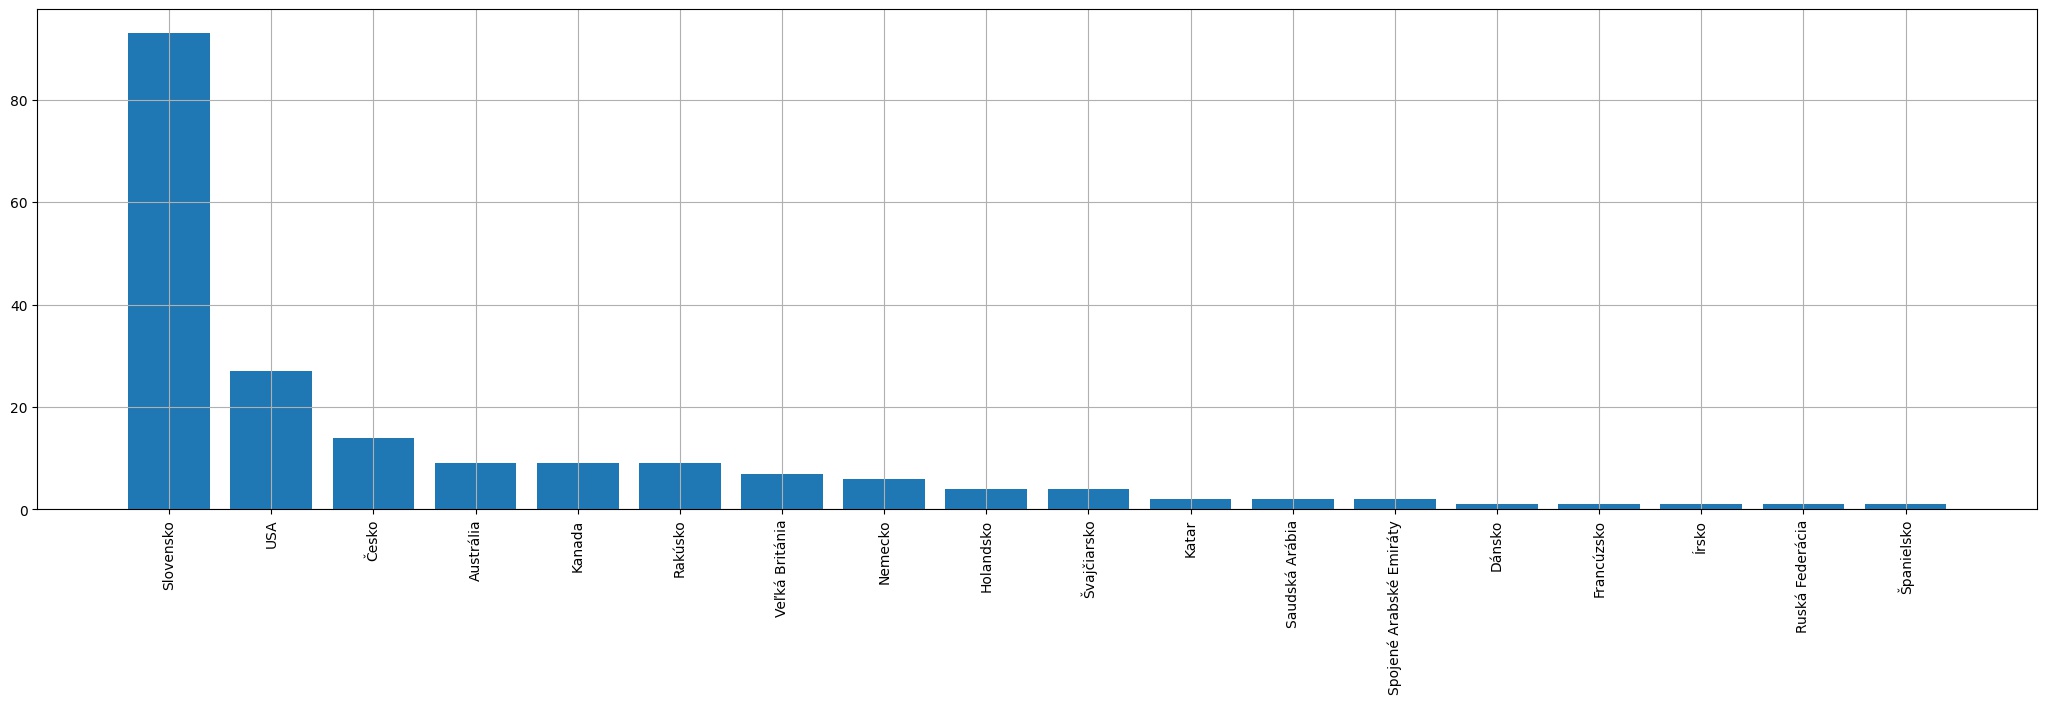 80
60
40
20
0
Slovensko
USA
Česko
Austrália
Kanada
Rakúsko
Veľká Británia
Nemecko
Holandsko
Švajčiarsko
Katar
Saudská Arábia
Spojené Arabské Emiráty
Dánsko
Francúzsko
Írsko
Ruská Federácia
Španielsko